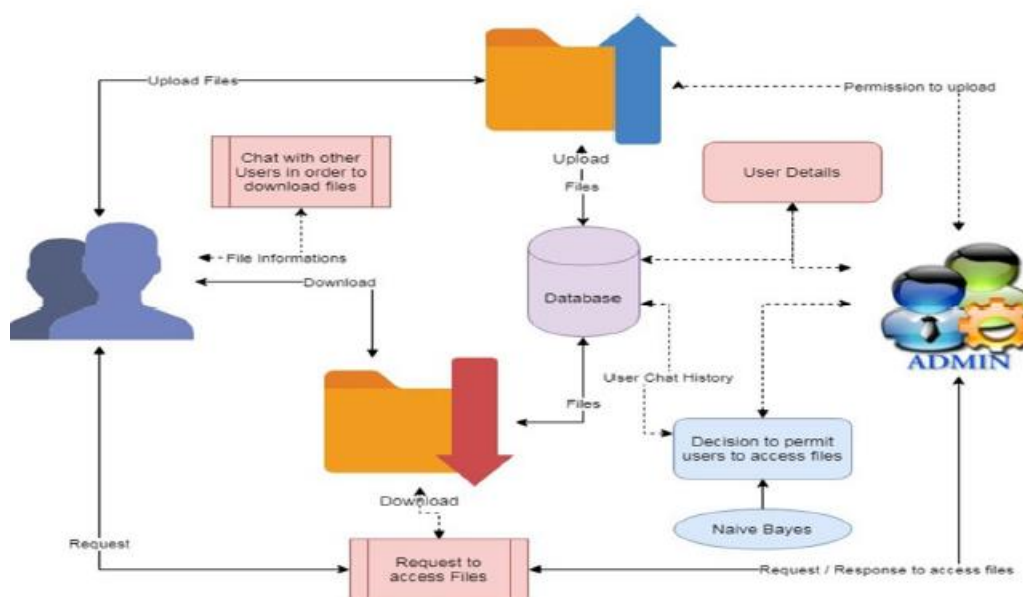 Upload Files
Permission to upload
Chat with other
Users in order to
download files
Upload
Files
User Details
File Informations
Download
Database
ADMIN
User Chat History
Files
Decision to permit
users to access files
Download
Naive Bayes
Request
Request to
access Files
Request / Response to access files